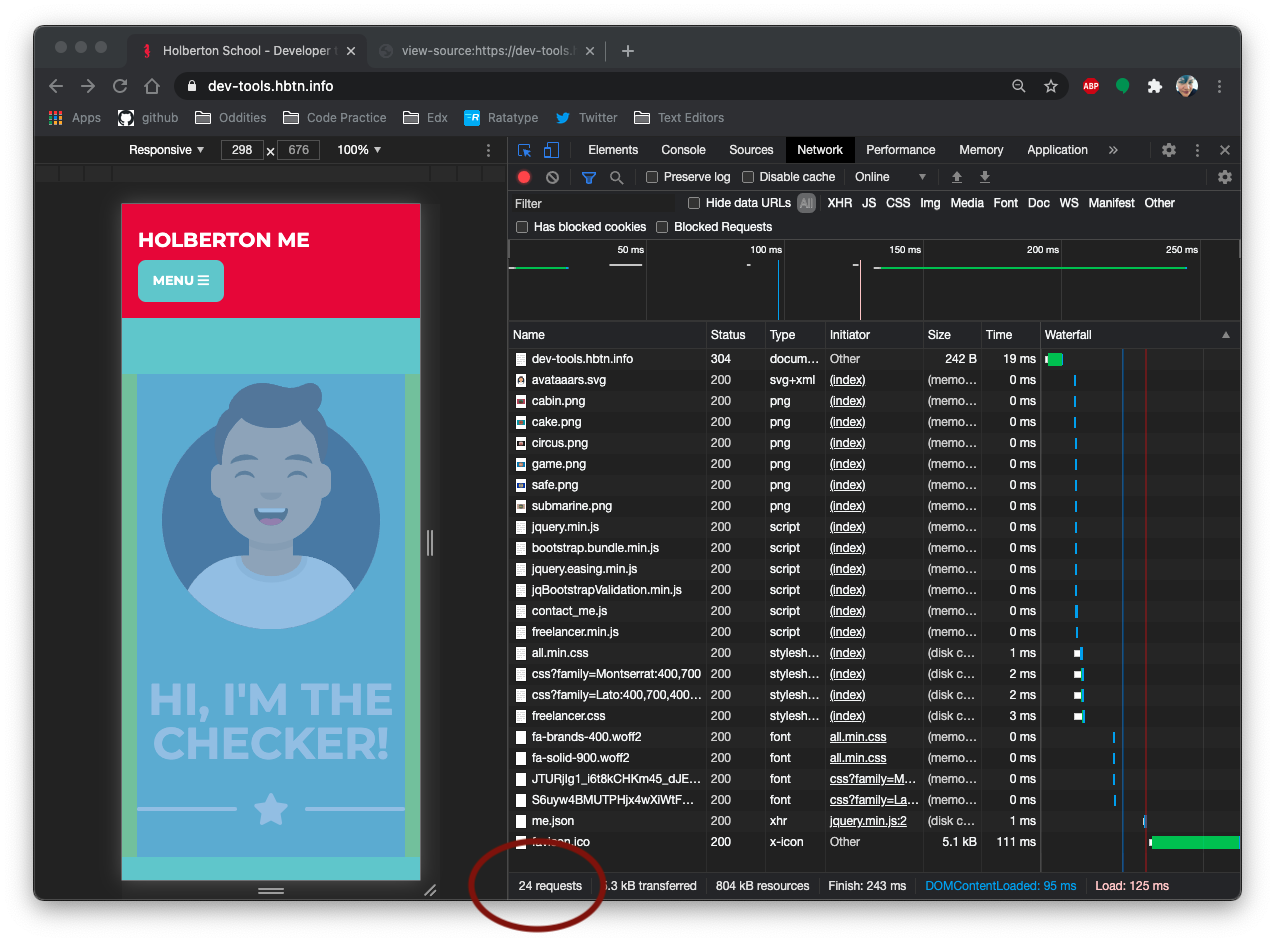 Holberton School - Developer t
view-source:https://dev-tools.h
dev-tools.hbtn.info
ABP
Apps github Oddities Code Practice Edx Ratatype Twitter Text Editors
Responsive 298 x 676 100%
Elements Console Sources Network Performance Memory Application »
Preserve log Disable cache Online
Filter Hide data URLs All XHR JS CSS Img Media Font Doc WS Manifest Other
Has blocked cookies Blocked Requests
50 ms 100 ms 150 ms 200 ms 250 ms
HOLBERTON ME
MENU ☰
HI, I'M THE
CHECKER!
Name Status Type Initiator Size Time Waterfall
dev-tools.hbtn.info 304 docum... Other 242 B 19 ms
avataaars.svg 200 svg+xml (index) (memo... 0 ms
cabin.png 200 png (index) (memo... 0 ms
cake.png 200 png (index) (memo... 0 ms
circus.png 200 png (index) (memo... 0 ms
game.png 200 png (index) (memo... 0 ms
safe.png 200 png (index) (memo... 0 ms
submarine.png 200 png (index) (memo... 0 ms
jquery.min.js 200 script (index) (memo... 0 ms
bootstrap.bundle.min.js 200 script (index) (memo... 0 ms
jquery.easing.min.js 200 script (index) (memo... 0 ms
jqBootstrapValidation.min.js 200 script (index) (memo... 0 ms
contact_me.js 200 script (index) (memo... 0 ms
freelancer.min.js 200 script (index) (memo... 0 ms
all.min.css 200 stylesh... (index) (disk c... 1 ms
css?family=Montserrat:400,700 200 stylesh... (index) (disk c... 2 ms
css?family=Lato:400,700,400... 200 stylesh... (index) (disk c... 2 ms
freelancer.css 200 stylesh... (index) (disk c... 3 ms
fa-brands-400.woff2 200 font all.min.css (memo... 0 ms
fa-solid-900.woff2 200 font all.min.css (memo... 0 ms
JTURjIg1_i6t8kCHKm45_dJE... 200 font css?family=M... (memo... 0 ms
S6uyw4BMUTPHjx4wXiWtF... 200 font css?family=La... (memo... 0 ms
me.json 200 xhr jquery.min.js:2 (disk c... 1 ms
favicon.ico 200 x-icon Other 5.1 kB 111 ms
24 requests 5.3 kB transferred 804 kB resources Finish: 243 ms DOMContentLoaded: 95 ms Load: 125 ms